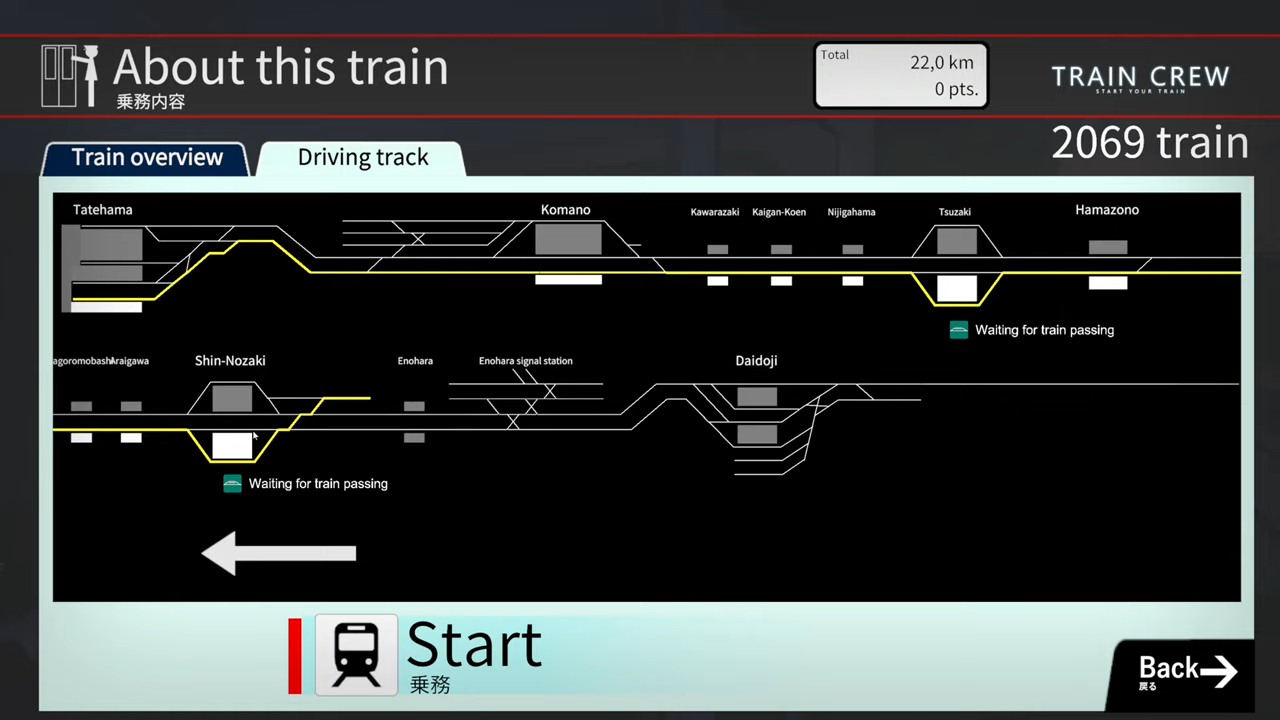 About this train
乗務内容
Total
22,0 km
0 pts.
TRAIN CREW
START YOUR TRAIN
2069 train
Train overview
Driving track
Tatehama
Komano
Kawarazaki
Kaigan-Koen
Nijigahama
Tsuzaki
Hamazono
Waiting for train passing
agoromobashi
Araigawa
Shin-Nozaki
Enohara
Enohara signal station
Daidoji
Waiting for train passing
Start
乗務
Back
戻る